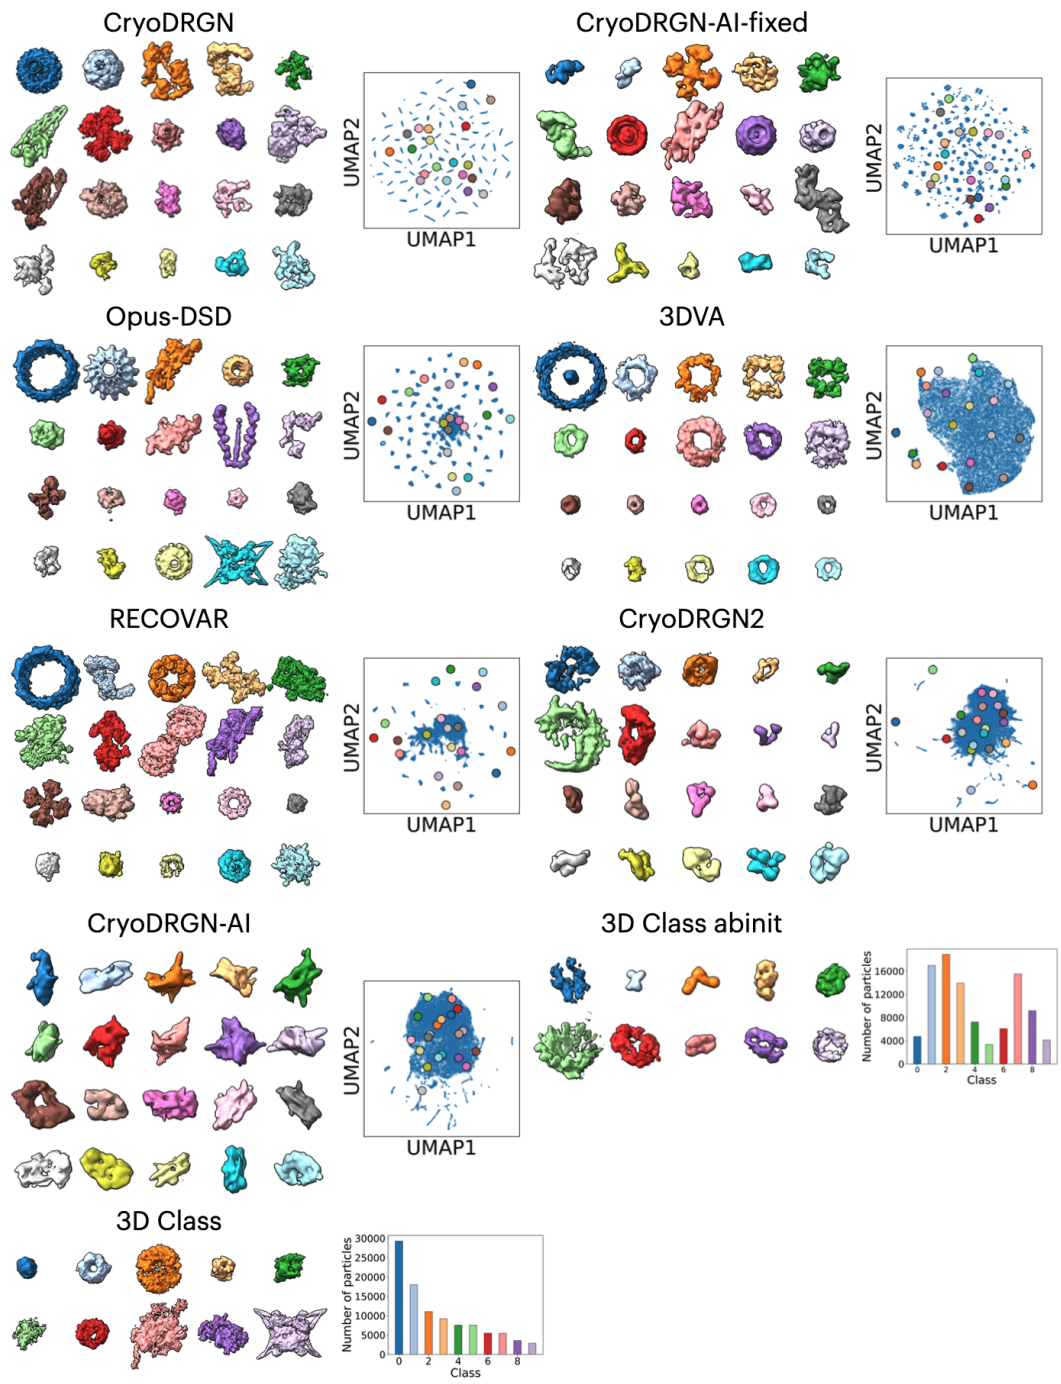 CryoDRGN
CryoDRGN-AI-fixed
UMAP2
UMAP1
UMAP2
UMAP1
Opus-DSD
3DVA
UMAP2
UMAP1
UMAP2
UMAP1
RECOVAR
CryoDRGN2
UMAP2
UMAP1
UMAP2
UMAP1
CryoDRGN-AI
3D Class abinit
UMAP2
UMAP1
Number of particles
16000
12000
8000
4000
0
0 2 4 6 8
Class
3D Class
Number of particles
30000
25000
20000
15000
10000
5000
0
0 2 4 6 8
Class